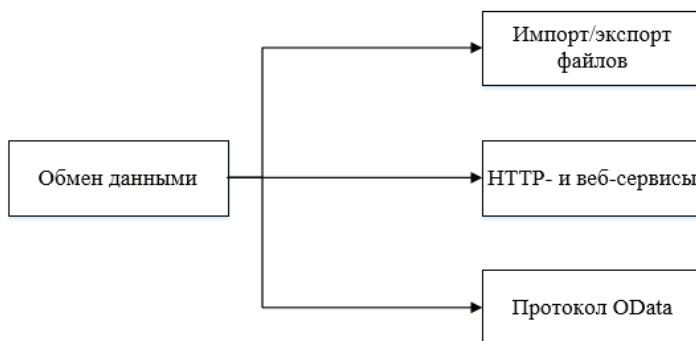 Импорт/экспорт
файлов
Обмен данными
HTTP- и веб-сервисы
Протокол OData